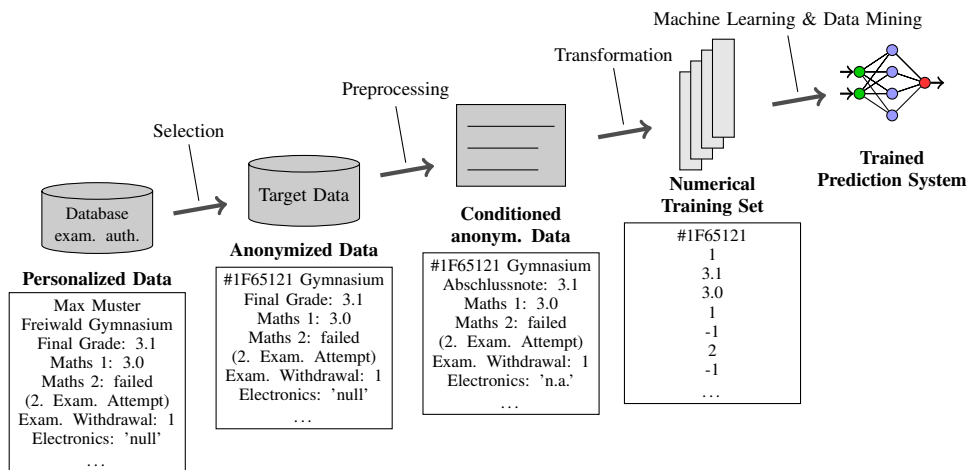 Machine Learning & Data Mining
Transformation
Preprocessing
Selection
Database
exam. auth.
Target Data
Trained
Prediction System
Numerical
Training Set
Conditioned
anonym. Data
Anonymized Data
Personalized Data
Max Muster
Freiwald Gymnasium
Final Grade: 3.1
Maths 1: 3.0
Maths 2: failed
(2. Exam. Attempt)
Exam. Withdrawal: 1
Electronics: 'null'
...
#1F65121 Gymnasium
Final Grade: 3.1
Maths 1: 3.0
Maths 2: failed
(2. Exam. Attempt)
Exam. Withdrawal: 1
Electronics: 'null'
...
#1F65121 Gymnasium
Abschlussnote: 3.1
Maths 1: 3.0
Maths 2: failed
(2. Exam. Attempt)
Exam. Withdrawal: 1
Electronics: 'n.a.'
...
#1F65121
1
3.1
3.0
1
-1
2
-1
...